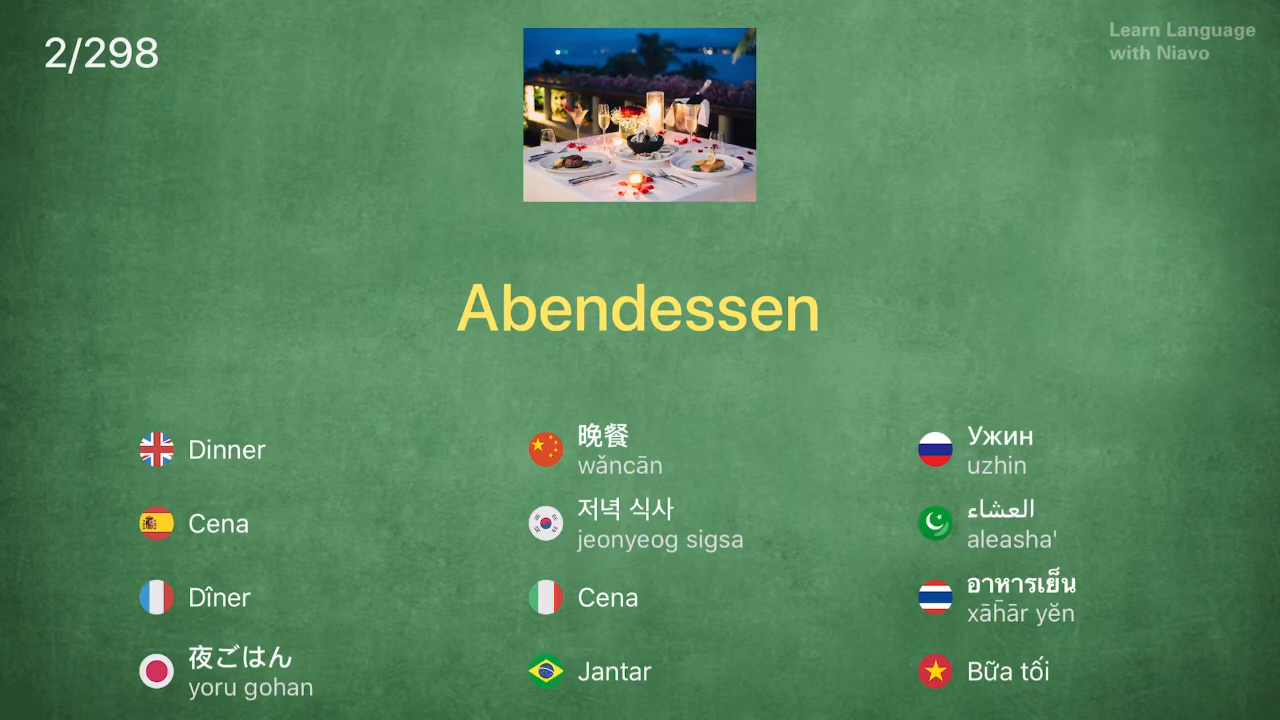 2/298
Learn Language
with Niavo
Abendessen
Dinner
Cena
Dîner
夜ごはん
yoru gohan
晩餐
wǎncān
저녁 식사
jeonyeog sigsa
Cena
Jantar
Ужин
uzhin
العشاء
aleasha'
อาหารเย็น
xāh̄ār yĕn
Bữa tối